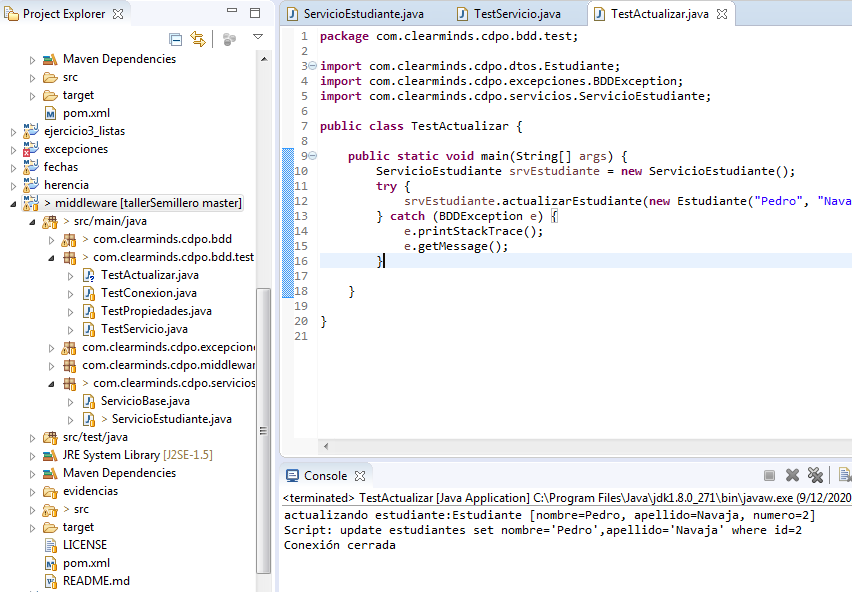 Project Explorer
Maven Dependencies
src
target
pom.xml
ejercicio3_listas
excepciones
fechas
herencia
> middleware [tallerSemillero master]
> src/main/java
> com.clearminds.cdpo.bdd
> com.clearminds.cdpo.bdd.test
TestActualizar.java
TestConexion.java
TestPropiedades.java
TestServicio.java
com.clearminds.cdpo.excepcione
com.clearminds.cdpo.middlewar
> com.clearminds.cdpo.servicios
ServicioBase.java
> ServicioEstudiante.java
src/test/java
JRE System Library [J2SE-1.5]
Maven Dependencies
evidencias
> src
target
LICENSE
pom.xml
README.md
ServicioEstudiante.java TestServicio.java TestActualizar.java
1 package com.clearminds.cdpo.bdd.test;
2
3 import com.clearminds.cdpo.dtos.Estudiante;
4 import com.clearminds.cdpo.excepciones.BDDException;
5 import com.clearminds.cdpo.servicios.ServicioEstudiante;
6
7 public class TestActualizar {
8
9 public static void main(String[] args) {
10 ServicioEstudiante srvEstudiante = new ServicioEstudiante();
11 try {
12 srvEstudiante.actualizarEstudiante(new Estudiante("Pedro", "Nava
13 } catch (BDDException e) {
14 e.printStackTrace();
15 e.getMessage();
16 }
17
18 }
19
20 }
21
Console
<terminated> TestActualizar [Java Application] C:\Program Files\Java\jdk1.8.0_271\bin\javaw.exe (9/12/2020
actualizando estudiante:Estudiante [nombre=Pedro, apellido=Navaja, numero=2]
Script: update estudiantes set nombre='Pedro',apellido='Navaja' where id=2
Conexión cerrada